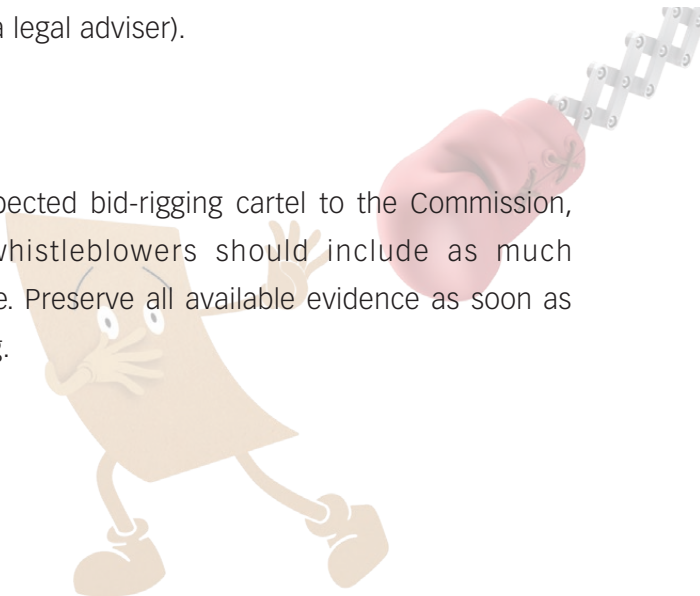 a legal adviser).
pected bid-rigging cartel to the Commission,
whistleblowers should include as much
e. Preserve all available evidence as soon as
g.